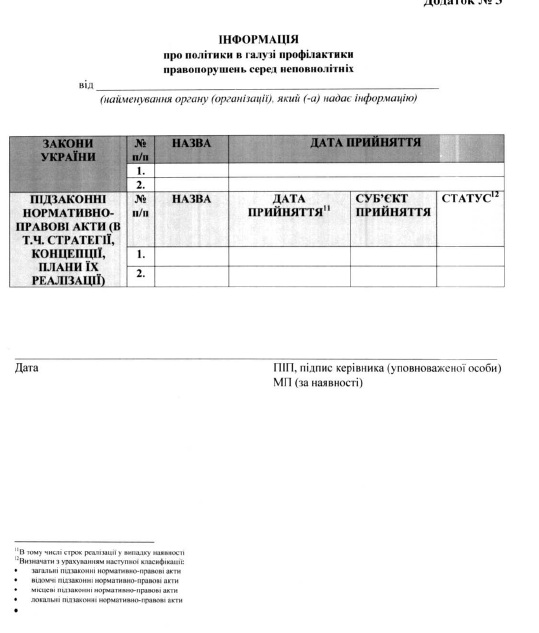 Додаток № 3
ІНФОРМАЦІЯ
про політики в галузі профілактики
правопорушень серед неповнолітніх
від
(найменування органу (організації), який (-а) надає інформацію)
ЗАКОНИ УКРАЇНИ № п/п НАЗВА ДАТА ПРИЙНЯТТЯ
1.
2.
ПІДЗАКОННІ НОРМАТИВНО-ПРАВОВІ АКТИ (В Т.Ч. СТРАТЕГІЇ, КОНЦЕПЦІЇ, ПЛАНИ ЇХ РЕАЛІЗАЦІЇ) № п/п НАЗВА ДАТА ПРИЙНЯТТЯ11 СУБ’ЄКТ ПРИЙНЯТТЯ СТАТУС12
1.
2.
Дата ПІП, підпис керівника (уповноваженої особи)
МП (за наявності)
11В тому числі строк реалізації у випадку наявності
12Визначати з урахуванням наступної класифікації:
• загальні підзаконні нормативно-правові акти
• відомчі підзаконні нормативно-правові акти
• місцеві підзаконні нормативно-правові акти
• локальні підзаконні нормативно-правові акти
•